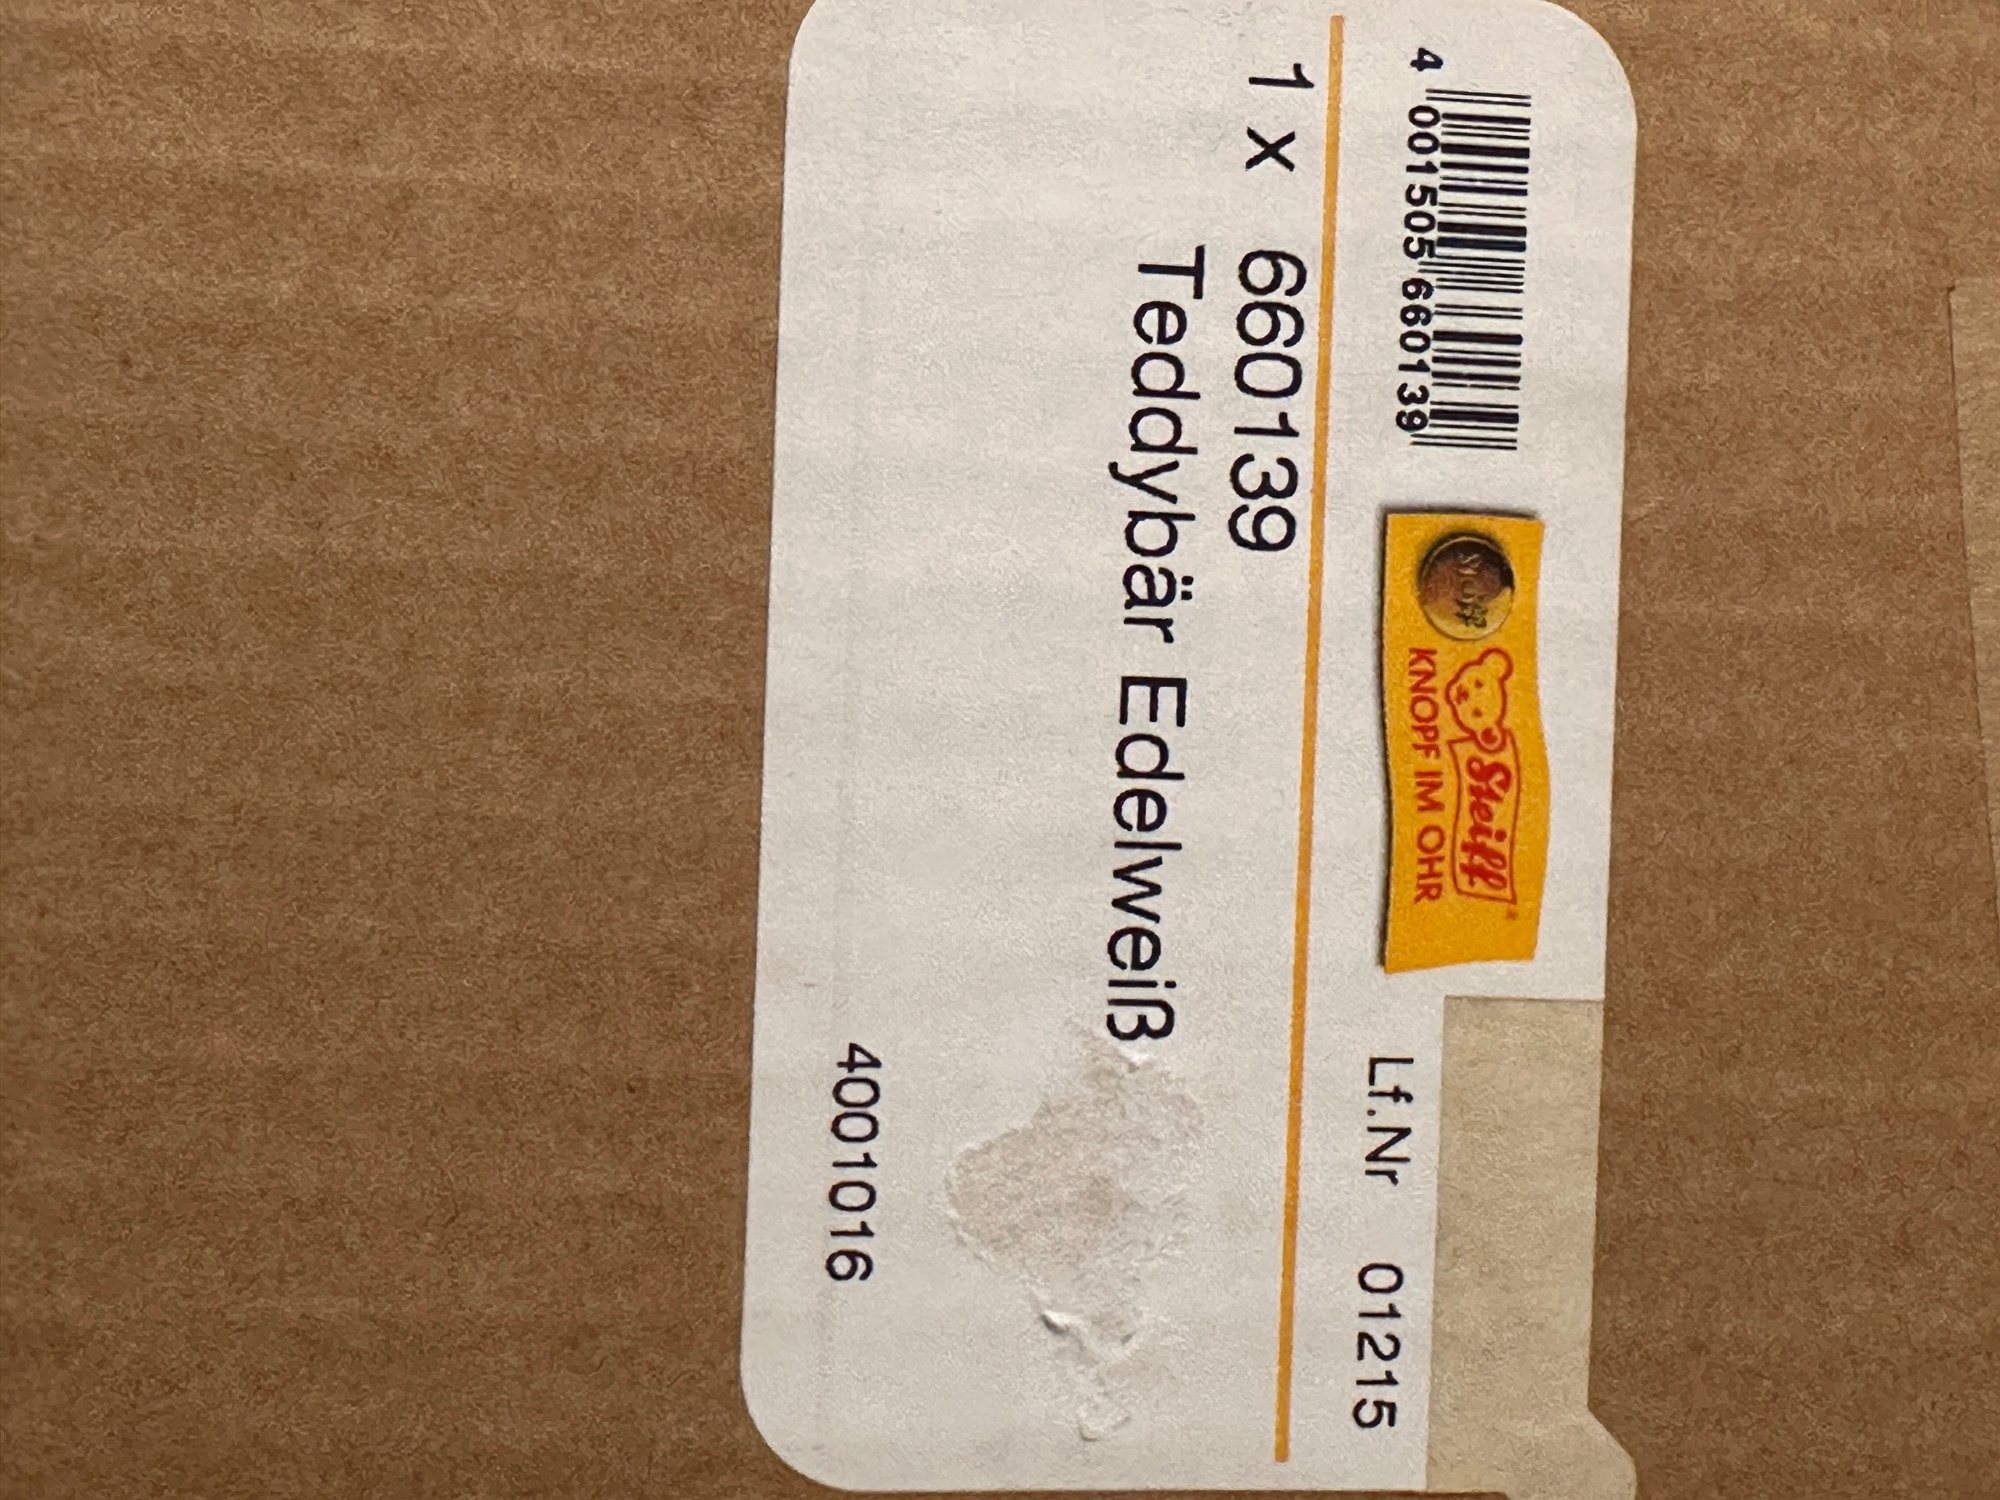 4 001505 660139
Steiff
KNOPF IM OHR
Lf.Nr 01215
1 x 660139
Teddybär Edelweiß
4001016